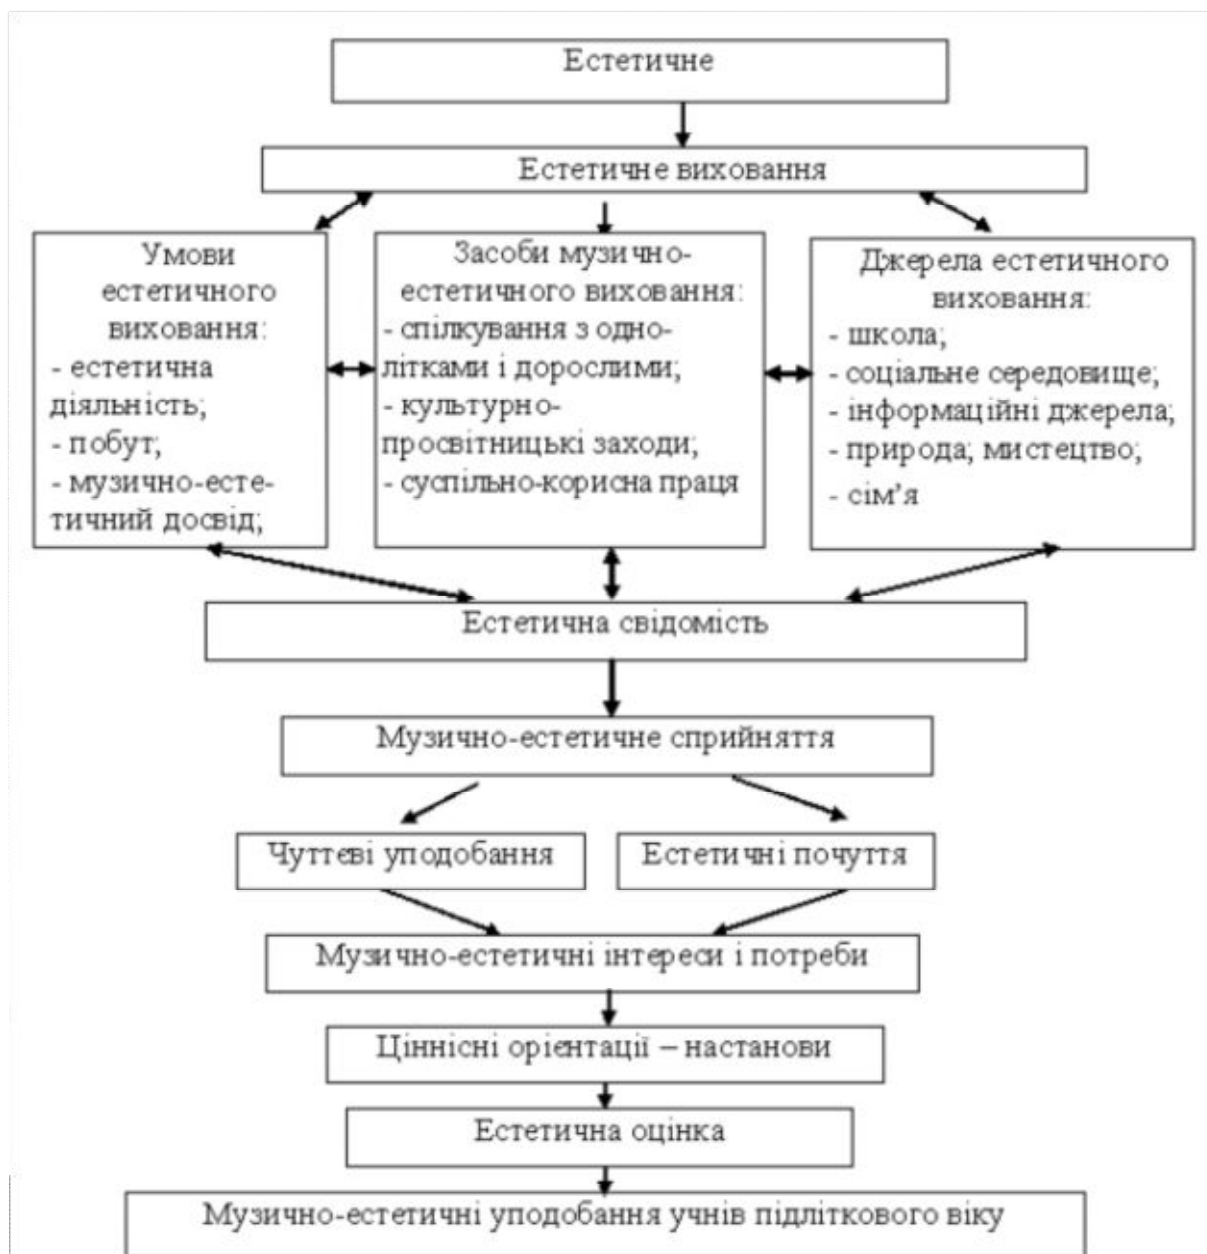 Естетичне
Естетичне виховання
Умови
естетичного
виховання:
- естетична
діяльність;
- побут;
- музично-есте-
тичний досвід;
Засоби музично-
естетичного виховання:
- спілкування з одно-
літками і дорослими;
- культурно-
просвітницькі заходи;
- суспільно-корисна праця
Джерела естетичного
виховання:
- школа;
- соціальне середовище;
- інформаційні джерела;
- природа; мистецтво;
- сім’я
Естетична свідомість
Музично-естетичне сприйняття
Чуттєві уподобання
Естетичні почуття
Музично-естетичні інтереси і потреби
Ціннісні орієнтації – настанови
Естетична оцінка
Музично-естетичні уподобання учнів підліткового віку